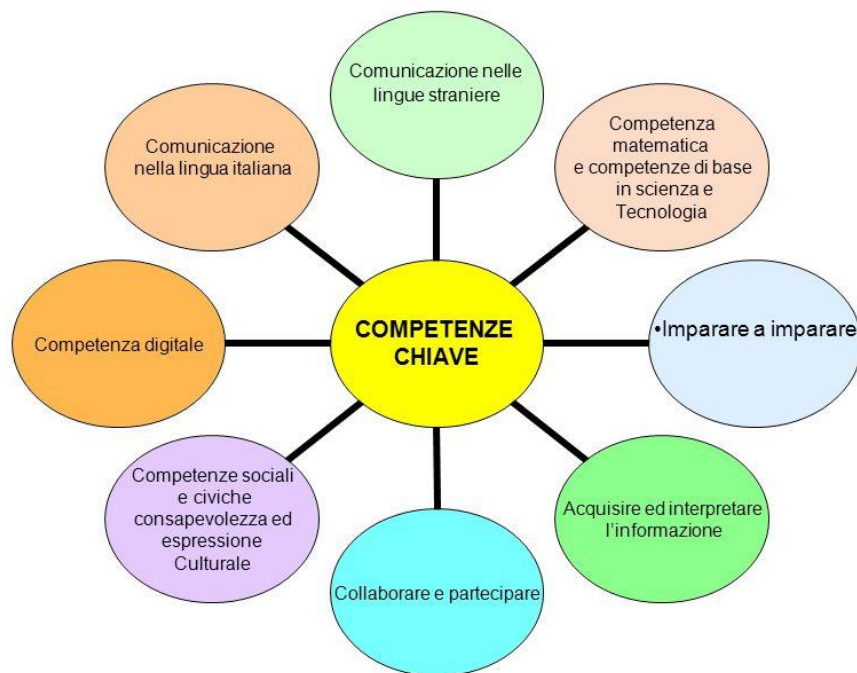 Comunicazione nelle
lingue straniere
Comunicazione
nella lingua italiana
Competenza
matematica
e competenze di base
in scienza e
Tecnologia
Competenza digitale
COMPETENZE
CHIAVE
•Imparare a imparare
Competenze sociali
e civiche
consapevolezza ed
espressione
Culturale
Acquisire ed interpretare
l'informazione
Collaborare e partecipare